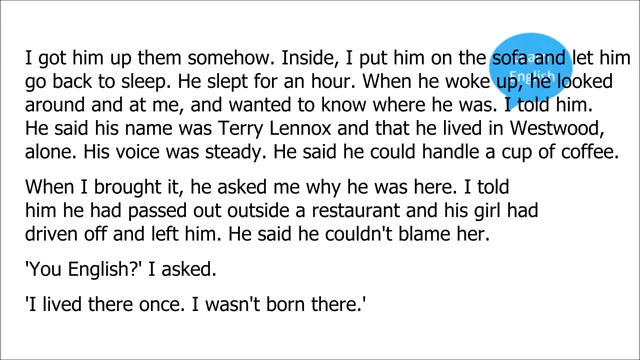 I got him up them somehow. Inside, I put him on the sofa and let him
go back to sleep. He slept for an hour. When he woke up, he looked
around and at me, and wanted to know where he was. I told him.
He said his name was Terry Lennox and that he lived in Westwood,
alone. His voice was steady. He said he could handle a cup of coffee.
When I brought it, he asked me why he was here. I told
him he had passed out outside a restaurant and his girl had
driven off and left him. He said he couldn't blame her.
'You English?' I asked.
'I lived there once. I wasn't born there.'
English